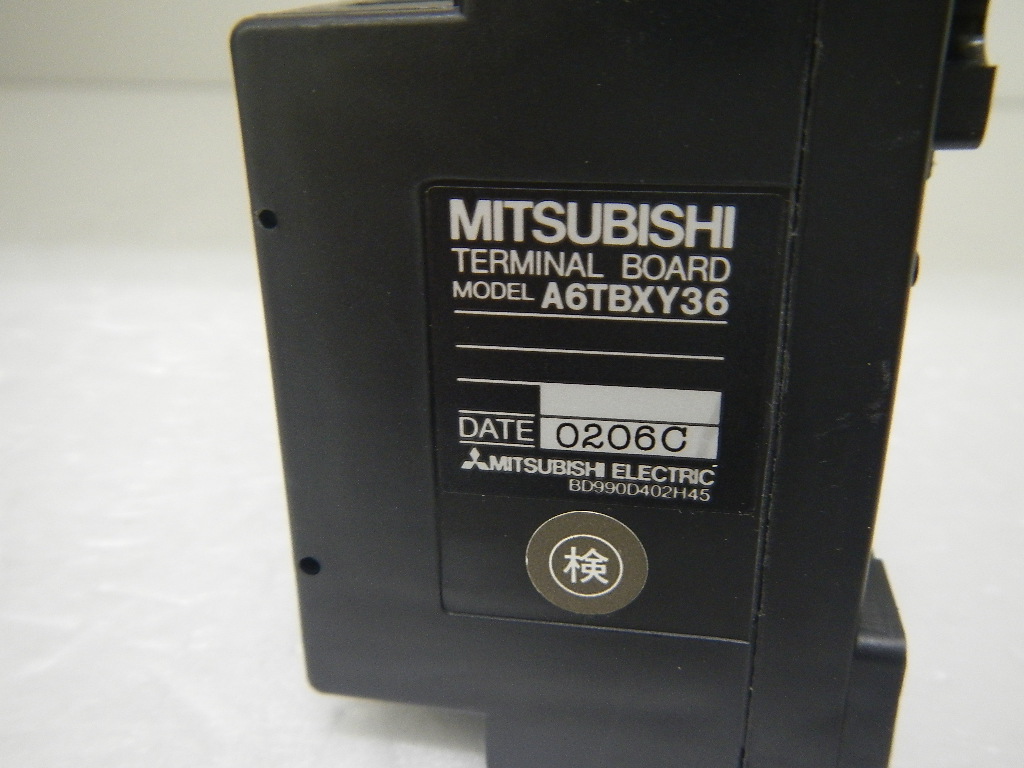 MITSUBISHI
TERMINAL BOARD
MODEL A6TBXY36
DATE 0206C
MITSUBISHI ELECTRIC
BD990D402H45
検